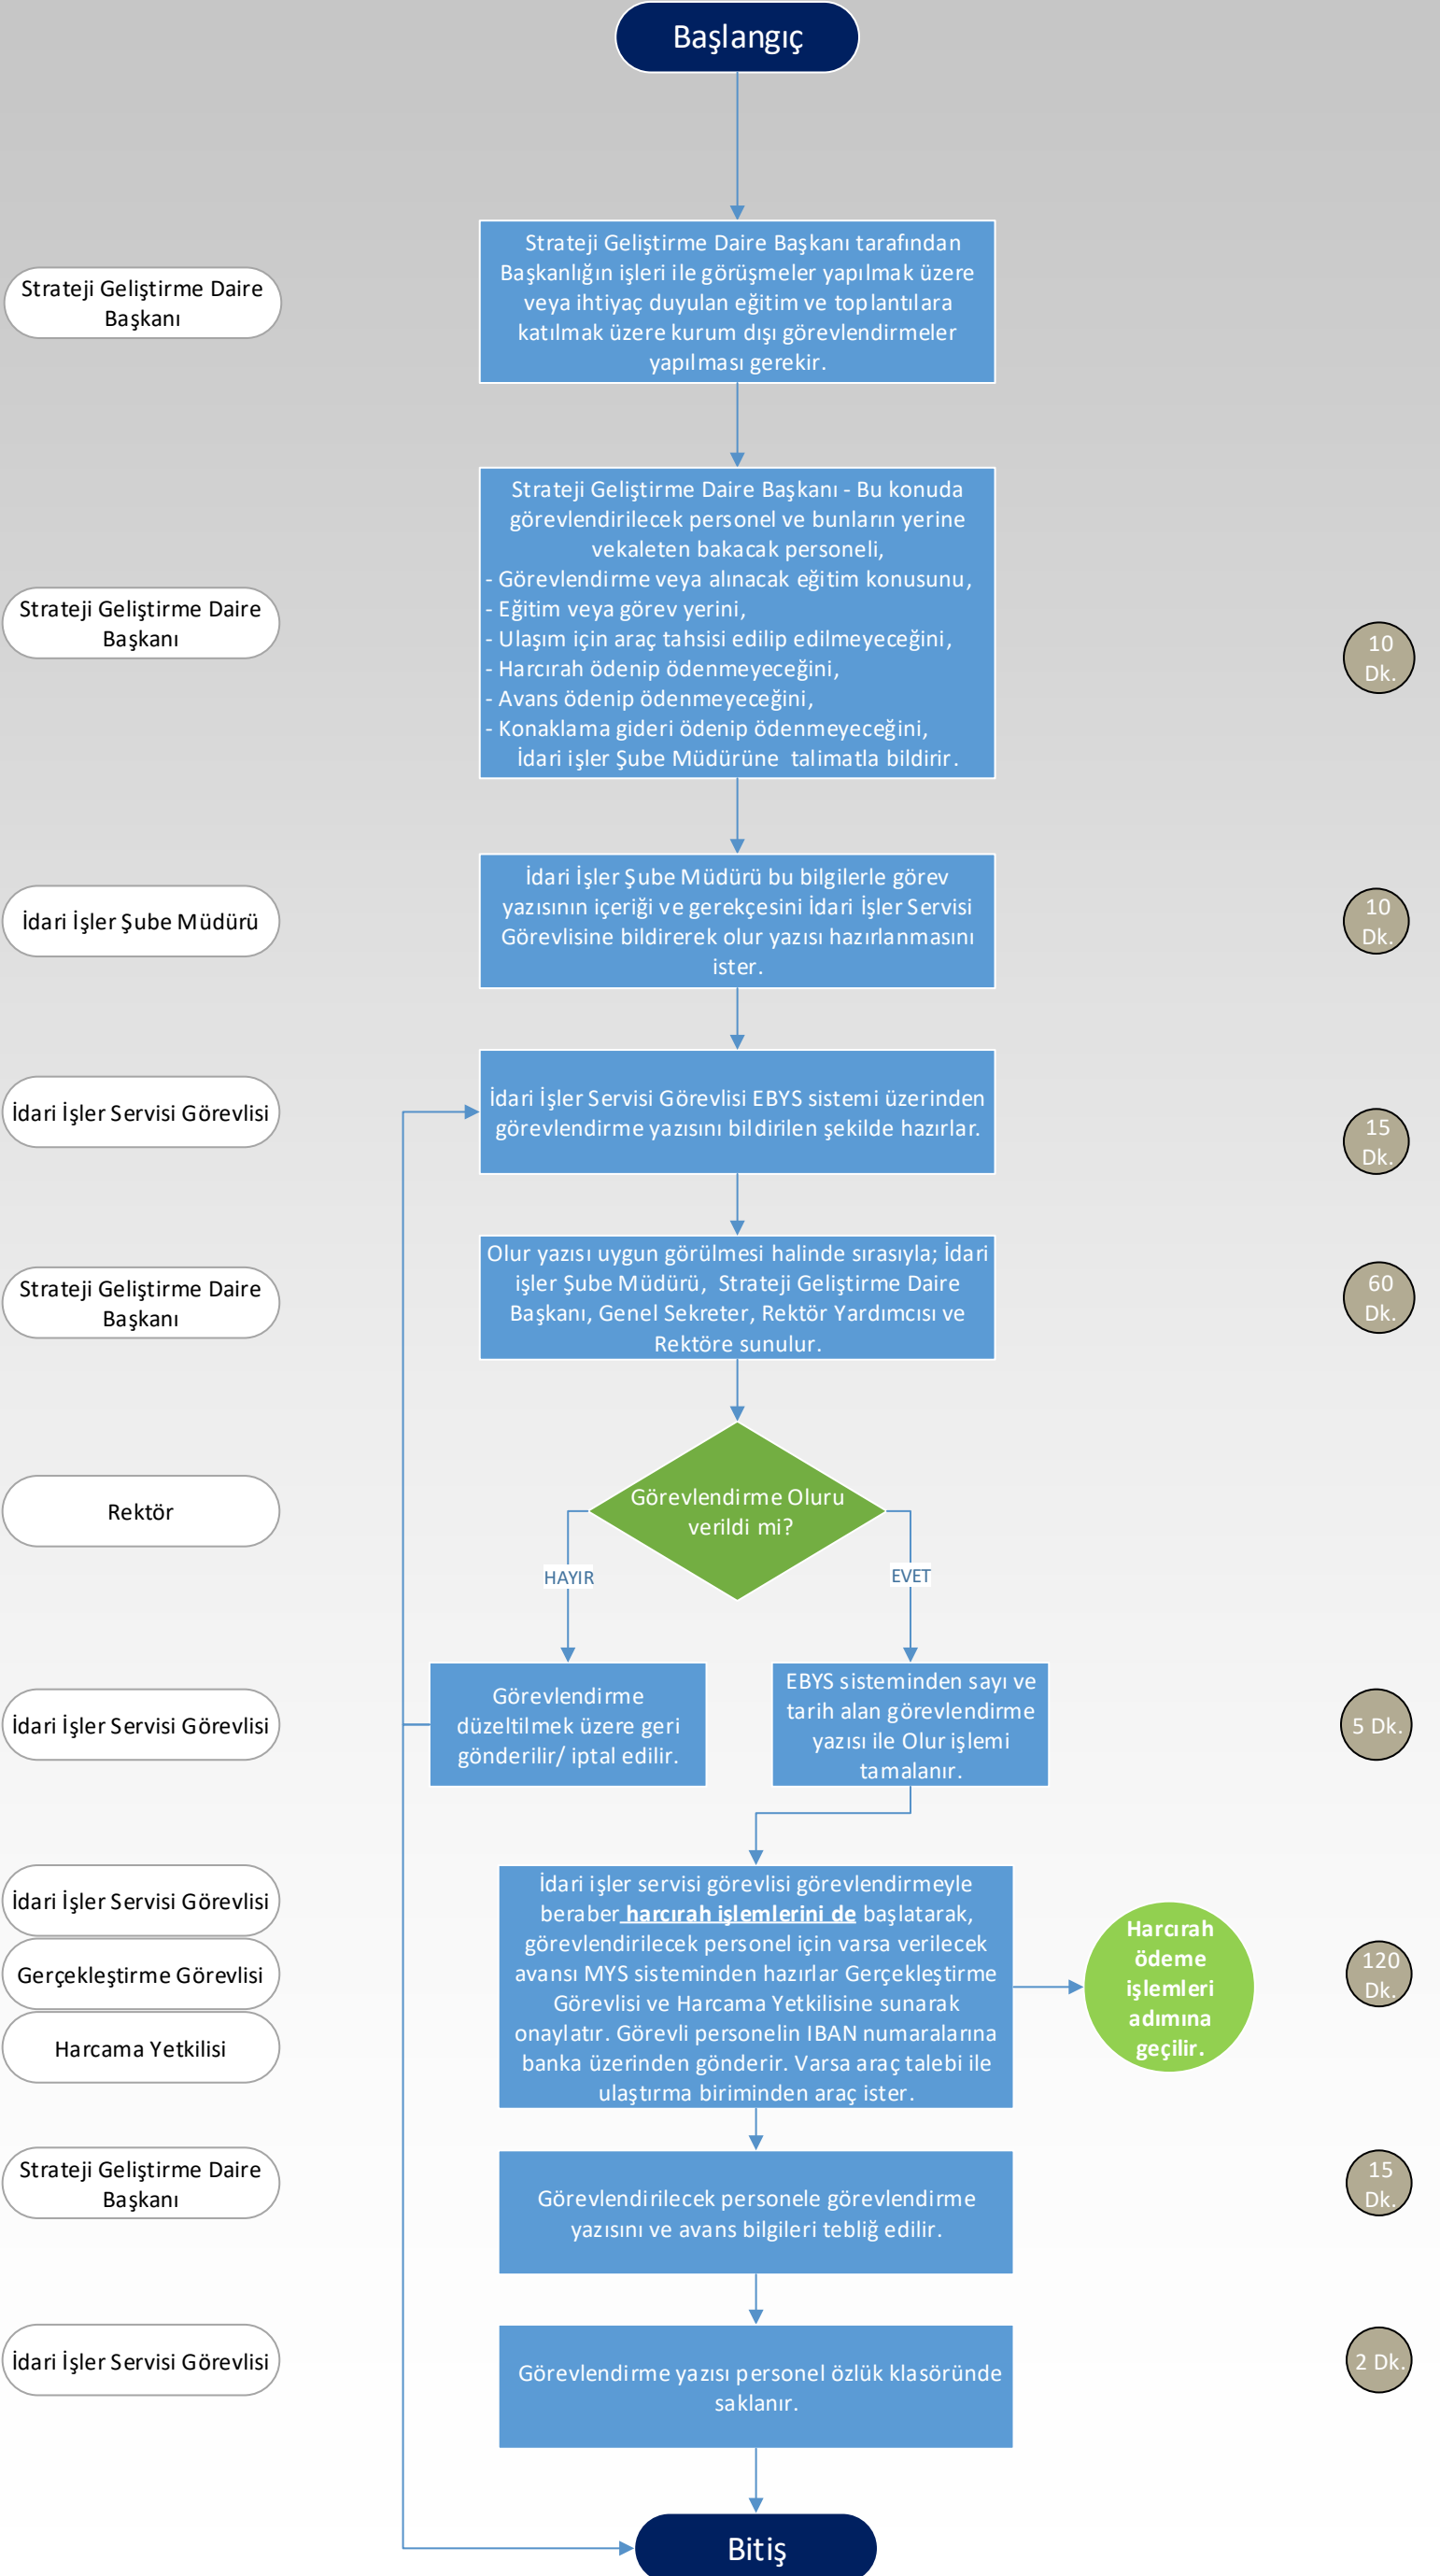 Başlangıç
Strateji Geliştirme Daire
Başkanı
Strateji Geliştirme Daire Başkanı tarafından
Başkanlığın işleri ile görüşmeler yapılmak üzere
veya ihtiyaç duyulan eğitim ve toplantılara
katılmak üzere kurum dışı görevlendirmeler
yapılması gerekir.
Strateji Geliştirme Daire
Başkanı
Strateji Geliştirme Daire Başkanı - Bu konuda
görevlendirilecek personel ve bunların yerine
vekaleten bakacak personeli,
- Görevlendirme veya alınacak eğitim konusunu,
- Eğitim veya görev yerini,
- Ulaşım için araç tahsisi edilip edilmeyeceğini,
- Harcırah ödenip ödenmeyeceğini,
- Avans ödenip ödenmeyeceğini,
- Konaklama gideri ödenip ödenmeyeceğini,
İdari işler Şube Müdürüne talimatla bildirir.
10
Dk.
İdari İşler Şube Müdürü
İdari İşler Şube Müdürü bu bilgilerle görev
yazısının içeriği ve gerekçesini İdari İşler Servisi
Görevlisine bildirerek olur yazısı hazırlanmasını
ister.
10
Dk.
İdari İşler Servisi Görevlisi
İdari İşler Servisi Görevlisi EBYS sistemi üzerinden
görevlendirme yazısını bildirilen şekilde hazırlar.
15
Dk.
Strateji Geliştirme Daire
Başkanı
Olur yazısı uygun görülmesi halinde sırasıyla; İdari
işler Şube Müdürü, Strateji Geliştirme Daire
Başkanı, Genel Sekreter, Rektör Yardımcısı ve
Rektöre sunulur.
60
Dk.
Rektör
Görevlendirme Oluru
verildi mi?
HAYIR
EVET
İdari İşler Servisi Görevlisi
Görevlendirme
düzeltilmek üzere geri
gönderilir/ iptal edilir.
EBYS sisteminden sayı ve
tarih alan görevlendirme
yazısı ile Olur işlemi
tamalanır.
5 Dk.
İdari İşler Servisi Görevlisi
Gerçekleştirme Görevlisi
Harcama Yetkilisi
İdari işler servisi görevlisi görevlendirmeyle
beraber harcırah işlemlerini de başlatarak,
görevlendirilecek personel için varsa verilecek
avansı MYS sisteminden hazırlar Gerçekleştirme
Görevlisi ve Harcama Yetkilisine sunarak
onaylatır. Görevli personelin IBAN numaralarına
banka üzerinden gönderir. Varsa araç talebi ile
ulaştırma biriminden araç ister.
Harcırah
ödeme
işlemleri
adımına
geçilir.
120
Dk.
Strateji Geliştirme Daire
Başkanı
Görevlendirilecek personele görevlendirme
yazısını ve avans bilgileri tebliğ edilir.
15
Dk.
İdari İşler Servisi Görevlisi
Görevlendirme yazısı personel özlük klasöründe
saklanır.
2 Dk.
Bitiş